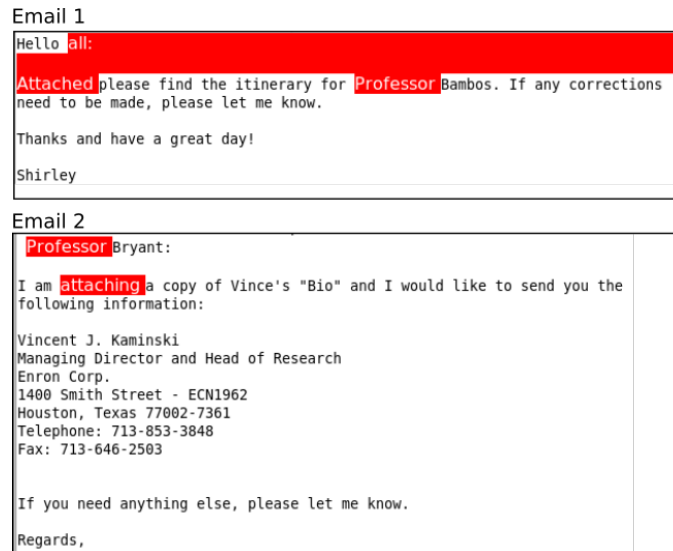 Email 1
Hello all:
Attached please find the itinerary for Professor Bambos. If any corrections
need to be made, please let me know.
Thanks and have a great day!
Shirley
Email 2
Professor Bryant:
I am attaching a copy of Vince's "Bio" and I would like to send you the
following information:
Vincent J. Kaminski
Managing Director and Head of Research
Enron Corp.
1400 Smith Street - ECN1962
Houston, Texas 77002-7361
Telephone: 713-853-3848
Fax: 713-646-2503
If you need anything else, please let me know.
Regards,